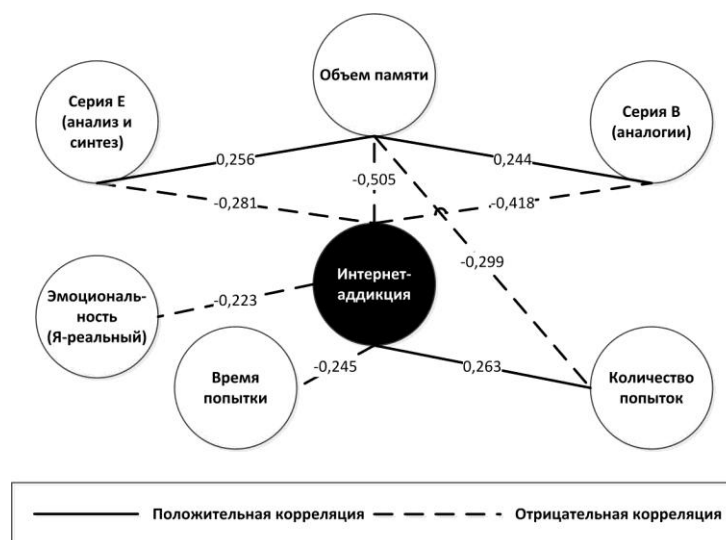 Объем памяти
Серия Е
(анализ и
синтез)
Серия В
(аналогии)
0,256
0,244
-0,505
-0,281
-0,418
-0,299
Интернет-
аддикция
Эмоциональ-
ность
(Я-реальный)
-0,223
Время
попытки
-0,245
0,263
Количество
попыток
Положительная корреляция
Отрицательная корреляция